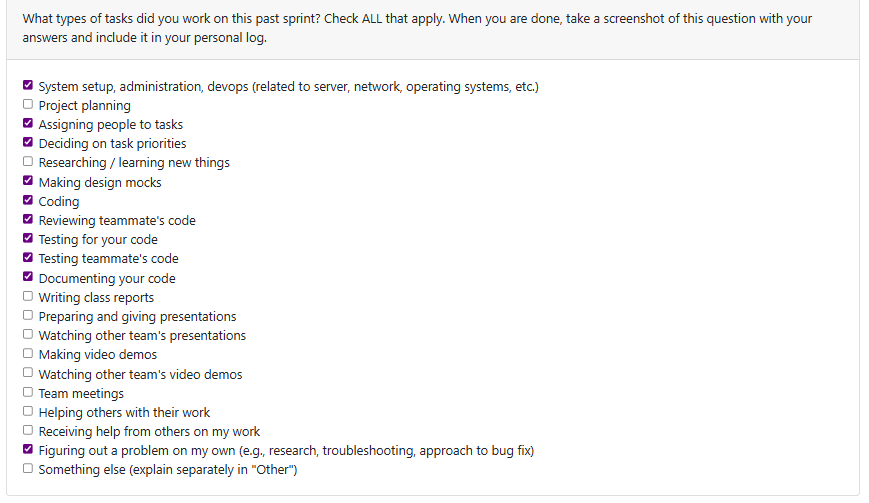 What types of tasks did you work on this past sprint? Check ALL that apply. When you are done, take a screenshot of this question with your
answers and include it in your personal log.
System setup, administration, devops (related to server, network, operating systems, etc.)
Project planning
Assigning people to tasks
Deciding on task priorities
Researching / learning new things
Making design mocks
Coding
Reviewing teammate's code
Testing for your code
Testing teammate's code
Documenting your code
Writing class reports
Preparing and giving presentations
Watching other team's presentations
Making video demos
Watching other team's video demos
Team meetings
Helping others with their work
Receiving help from others on my work
Figuring out a problem on my own (e.g., research, troubleshooting, approach to bug fix)
Something else (explain separately in "Other")